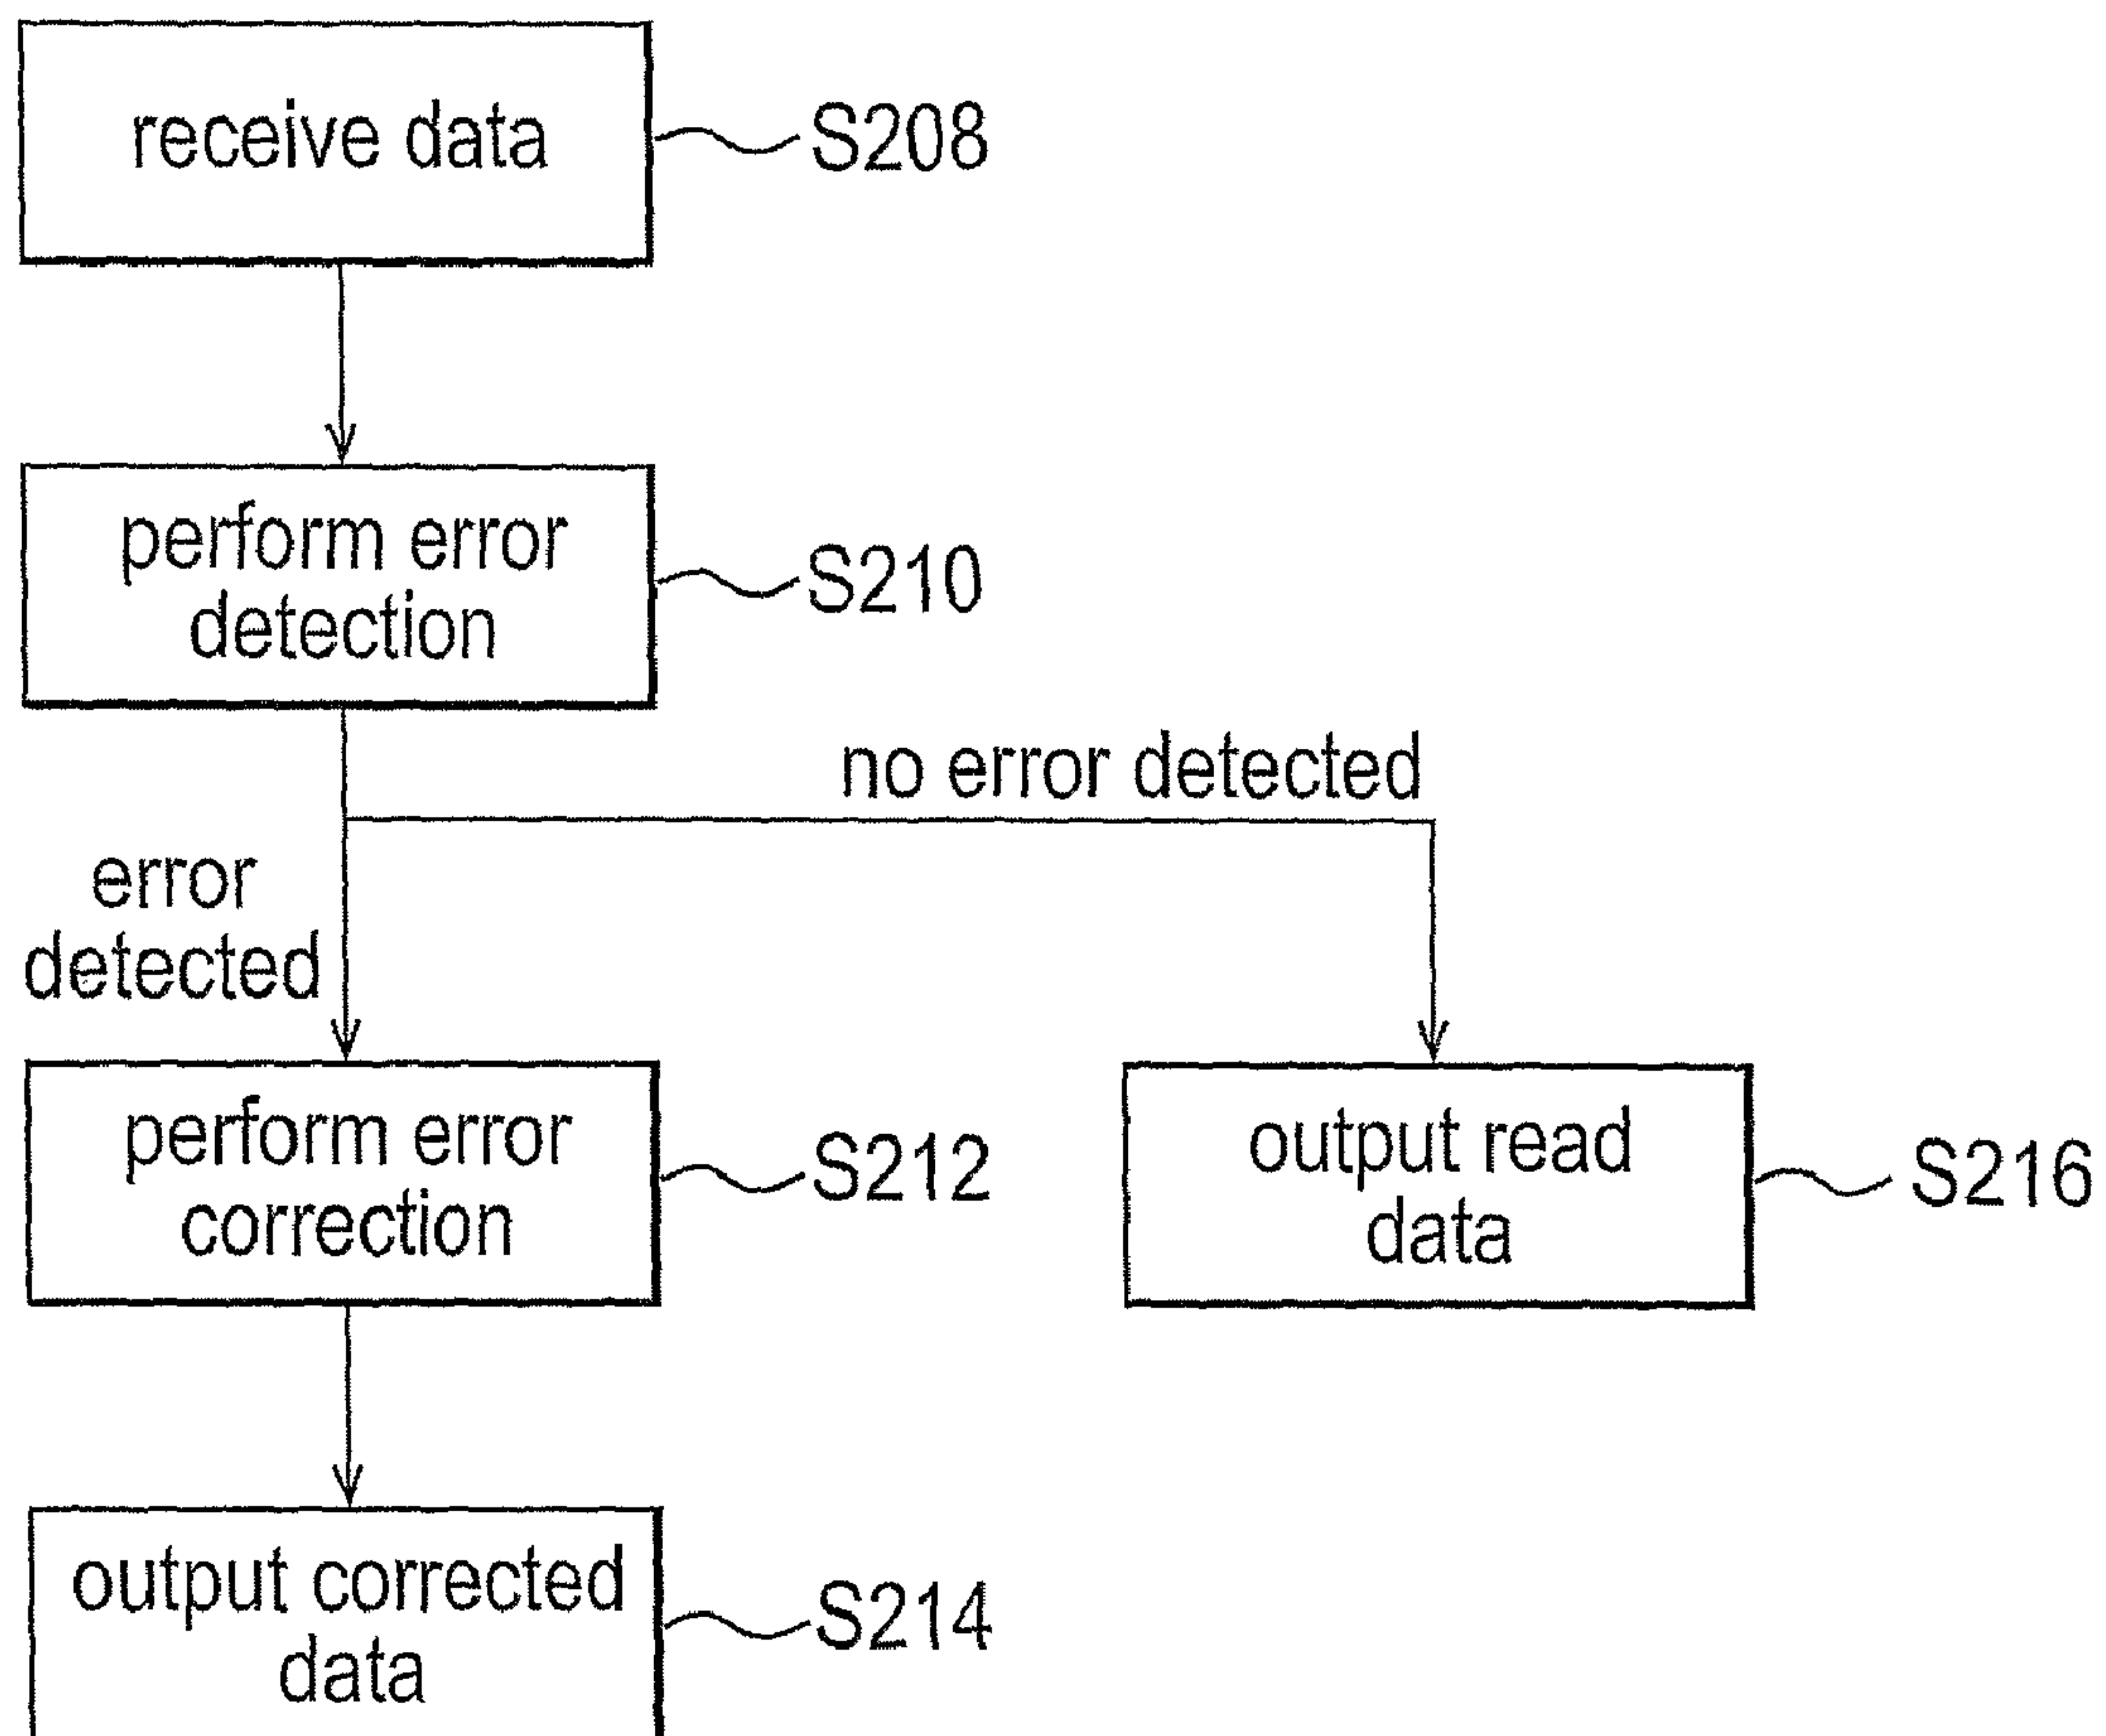 receive data
S208
perform error
detection
S210
no error detected
error
detected
perform error
correction
S212
output read
data
S216
output corrected
data
S214